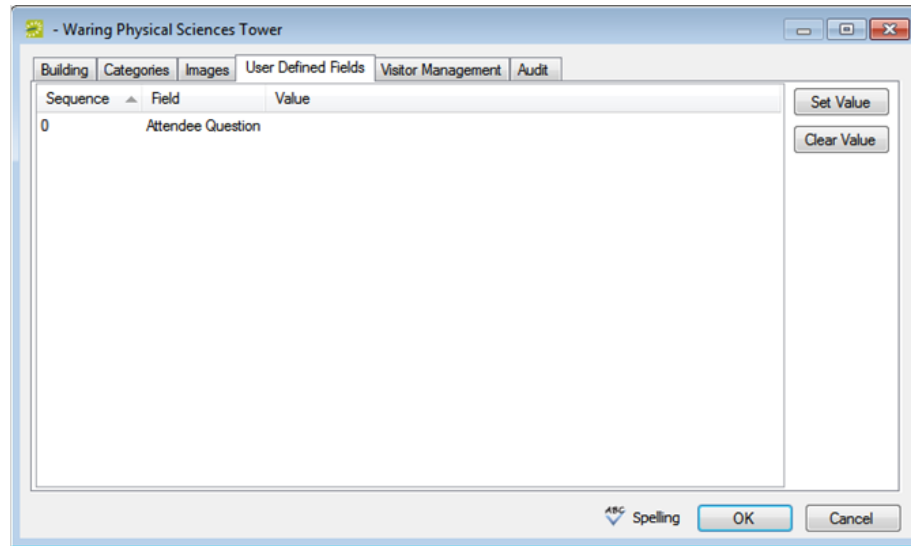 - Waring Physical Sciences Tower
Building Categories Images User Defined Fields Visitor Management Audit
Sequence Field Value
Set Value
0 Attendee Question
Clear Value
ABC Spelling OK Cancel